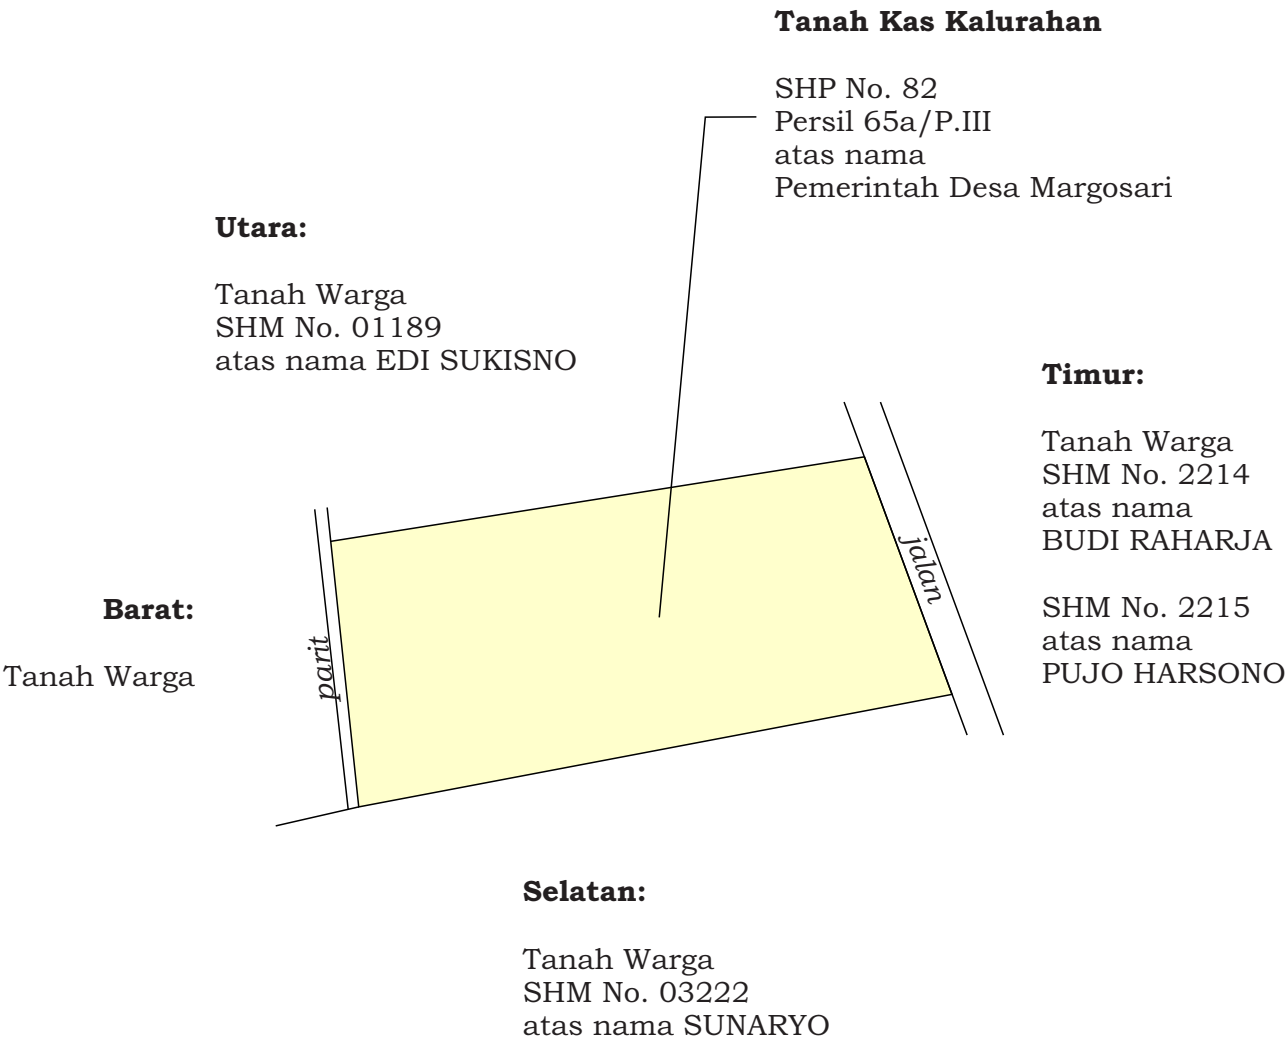 Tanah Kas Kalurahan
SHP No. 82
Persil 65a/P.III
atas nama
Pemerintah Desa Margosari
Utara:
Tanah Warga
SHM No. 01189
atas nama EDI SUKISNO
Timur:
Tanah Warga
SHM No. 2214
atas nama
BUDI RAHARJA
SHM No. 2215
atas nama
PUJO HARSONO
jalan
Barat:
Tanah Warga
parit
Selatan:
Tanah Warga
SHM No. 03222
atas nama SUNARYO